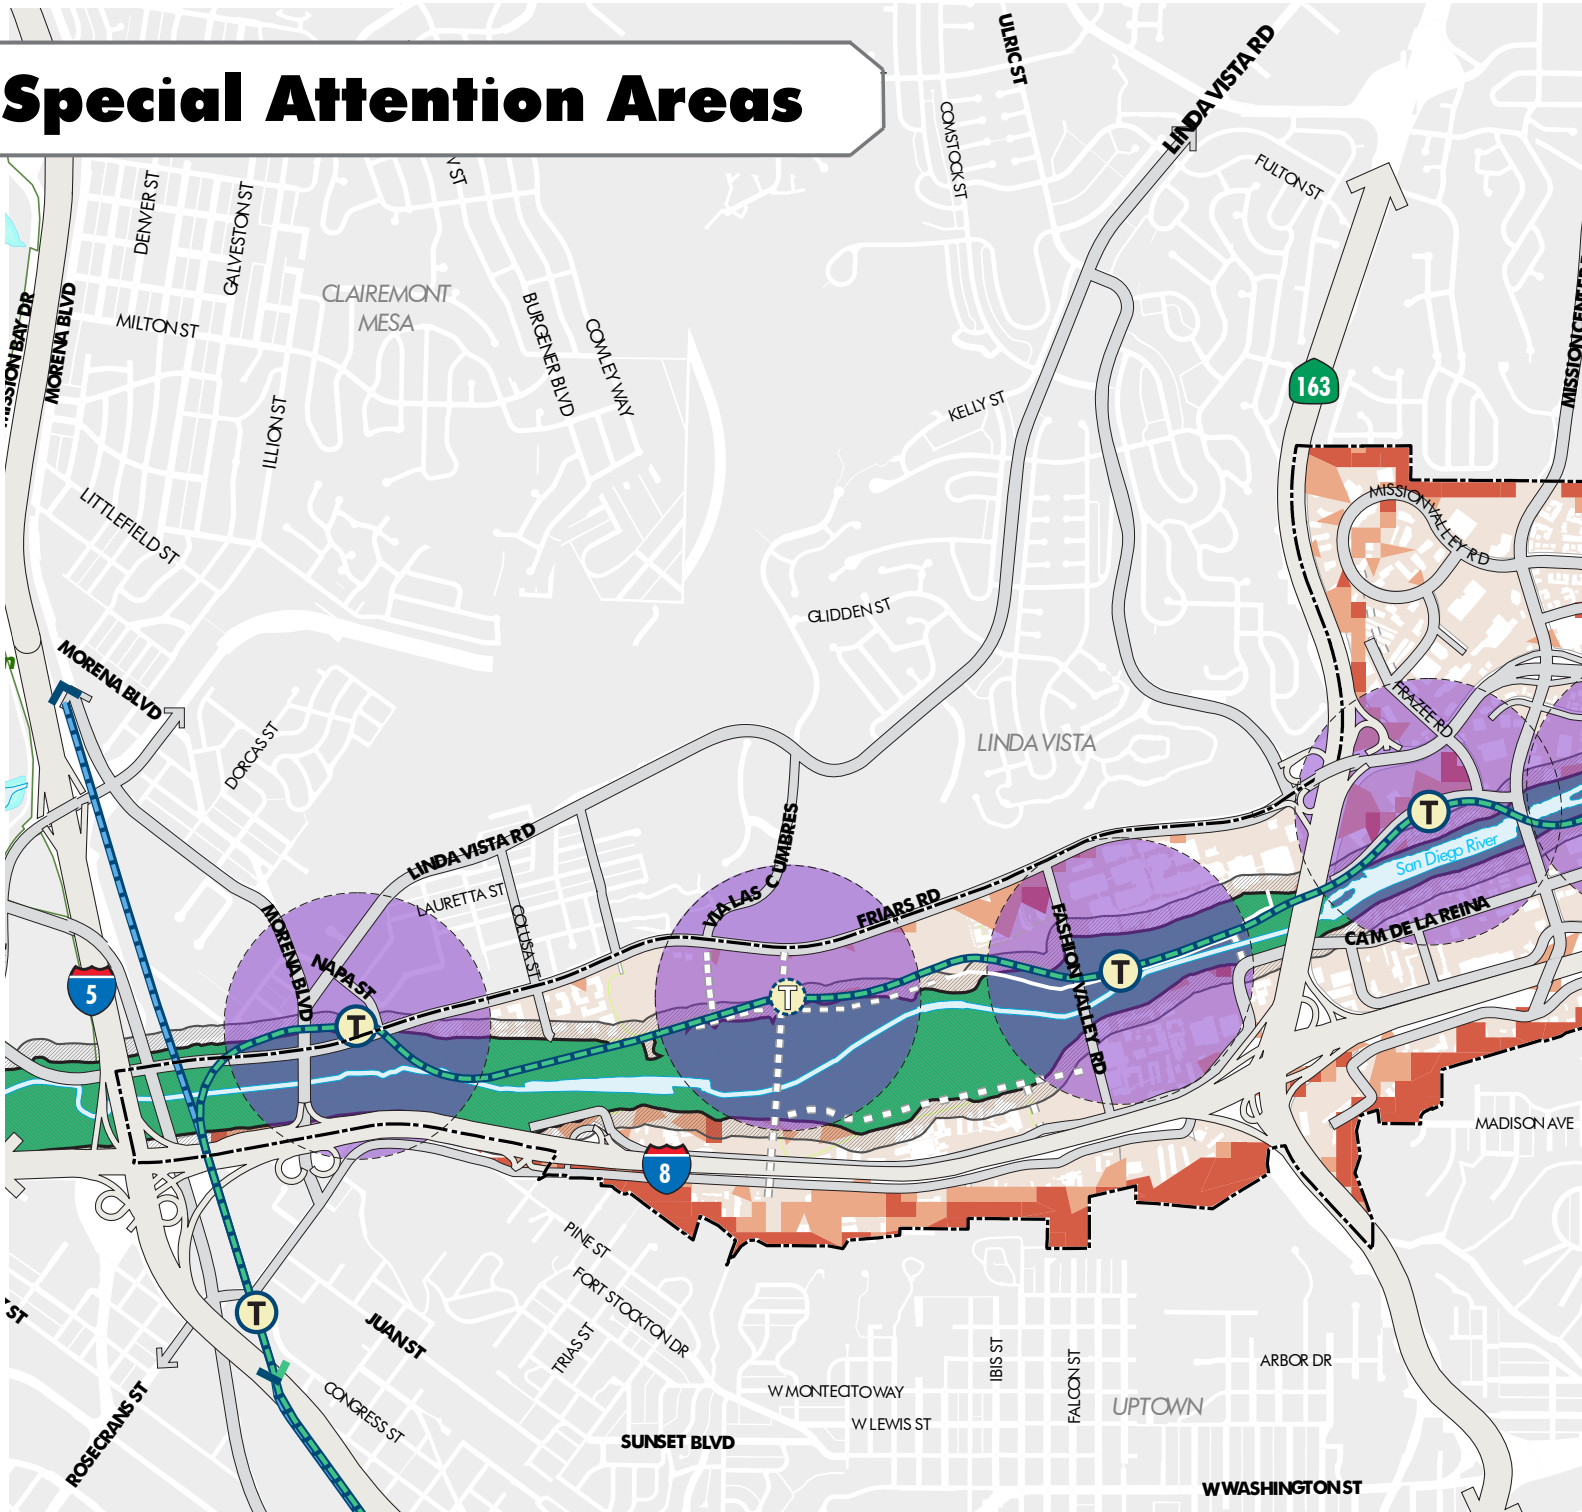 Special Attention Areas
ULRIC ST
LINDA VISTA RD
COMSTOCK ST
FULTON ST
V ST
DENVER ST
GALVESTON ST
CLAIREMONT
MESA
MILTON ST
MORENA BLVD
BURGENER BLVD
COWLEY WAY
163
KELLY ST
ILLION ST
LITTLEFIELD ST
MISSION VALLEY RD
GLIDDEN ST
MORENA BLVD
DORCAS ST
LINDA VISTA
FRAZEE RD
LINDA VISTA RD
T
San Diego River
LAURETTA ST
COLUSA ST
VIA LAS CUMBRES
FRIARS RD
FASHION VALLEY RD
CAM DE LA REINA
MORENA BLVD
NAPA ST
T
T
T
5
8
MADISON AVE
T
PINE ST
FORT STOCKTON DR
TRIAS ST
JUAN ST
CONGRESS ST
ROSECRANS ST
ST
IBIS ST
FALCON ST
ARBOR DR
W MONTECITO WAY
UPTOWN
W LEWIS ST
SUNSET BLVD
W WASHINGTON ST